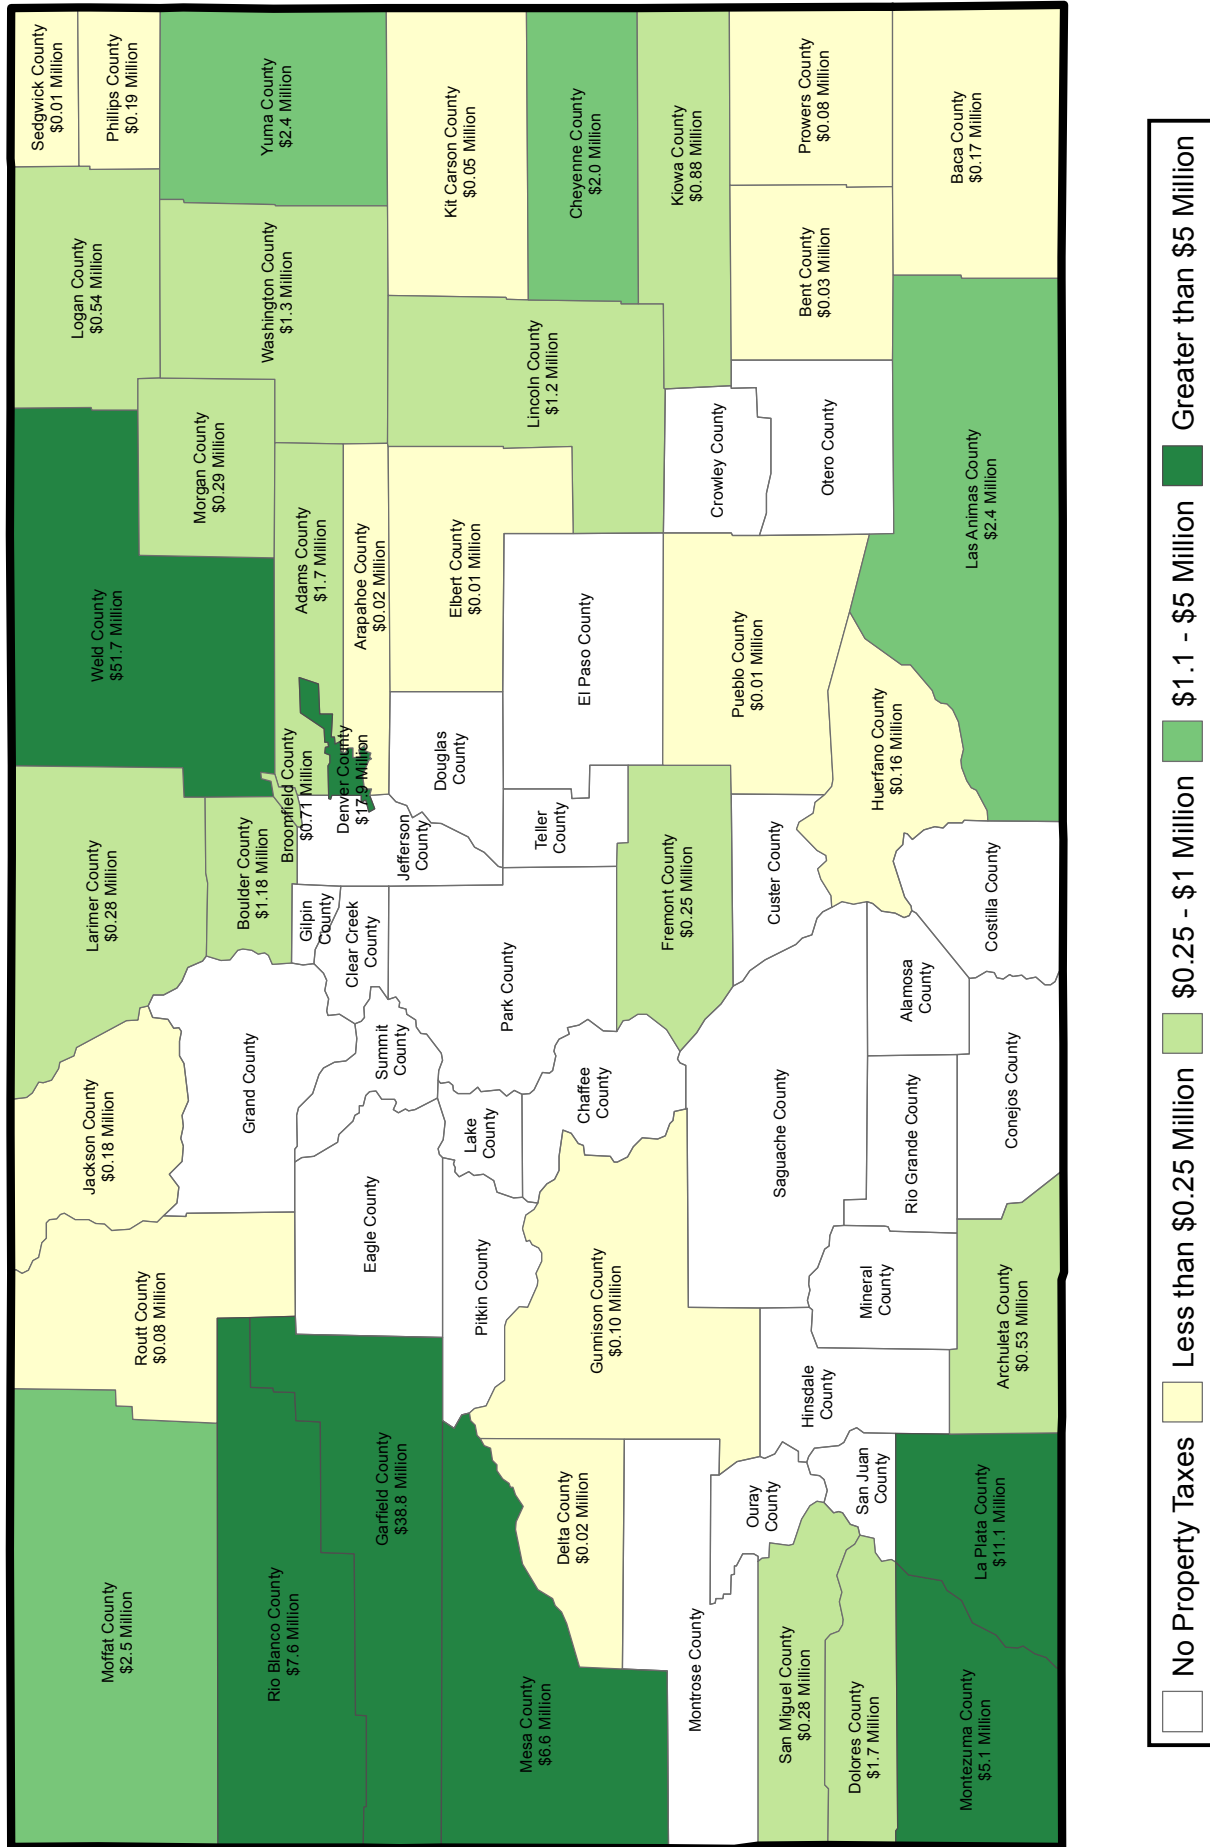 Moffat County
$2.5 Million
Routt County
$0.08 Million
Jackson County
$0.18 Million
Larimer County
$0.28 Million
Weld County
$51.7 Million
Logan County
$0.54 Million
Sedgwick County
$0.01 Million
Phillips County
$0.19 Million
Morgan County
$0.29 Million
Washington County
$1.3 Million
Yuma County
$2.4 Million
Rio Blanco County
$7.6 Million
Grand County
Boulder County
$1.18 Million
Broomfield County
$0.71 Million
Adams County
$1.7 Million
Gilpin
County
Denver County
$17.9 Million
Arapahoe County
$0.02 Million
Garfield County
$38.8 Million
Eagle County
Summit
County
Clear Creek
County
Jefferson
County
Douglas
County
Elbert County
$0.01 Million
Kit Carson County
$0.05 Million
Lincoln County
$1.2 Million
Cheyenne County
$2.0 Million
Mesa County
$6.6 Million
Pitkin County
Lake
County
Park County
Teller
County
El Paso County
Delta County
$0.02 Million
Gunnison County
$0.10 Million
Chaffee
County
Fremont County
$0.25 Million
Kiowa County
$0.88 Million
Montrose County
Crowley County
Pueblo County
$0.01 Million
Custer County
Saguache County
Ouray
County
Hinsdale
County
Otero County
Bent County
$0.03 Million
Prowers County
$0.08 Million
San Miguel County
$0.28 Million
Dolores County
$1.7 Million
San Juan
County
Mineral
County
Rio Grande County
Alamosa
County
Huerfano County
$0.16 Million
Las Animas County
$2.4 Million
Baca County
$0.17 Million
Montezuma County
$5.1 Million
La Plata County
$11.1 Million
Archuleta County
$0.53 Million
Conejos County
Costilla County
No Property Taxes
Less than $0.25 Million
$0.25 - $1 Million
$1.1 - $5 Million
Greater than $5 Million